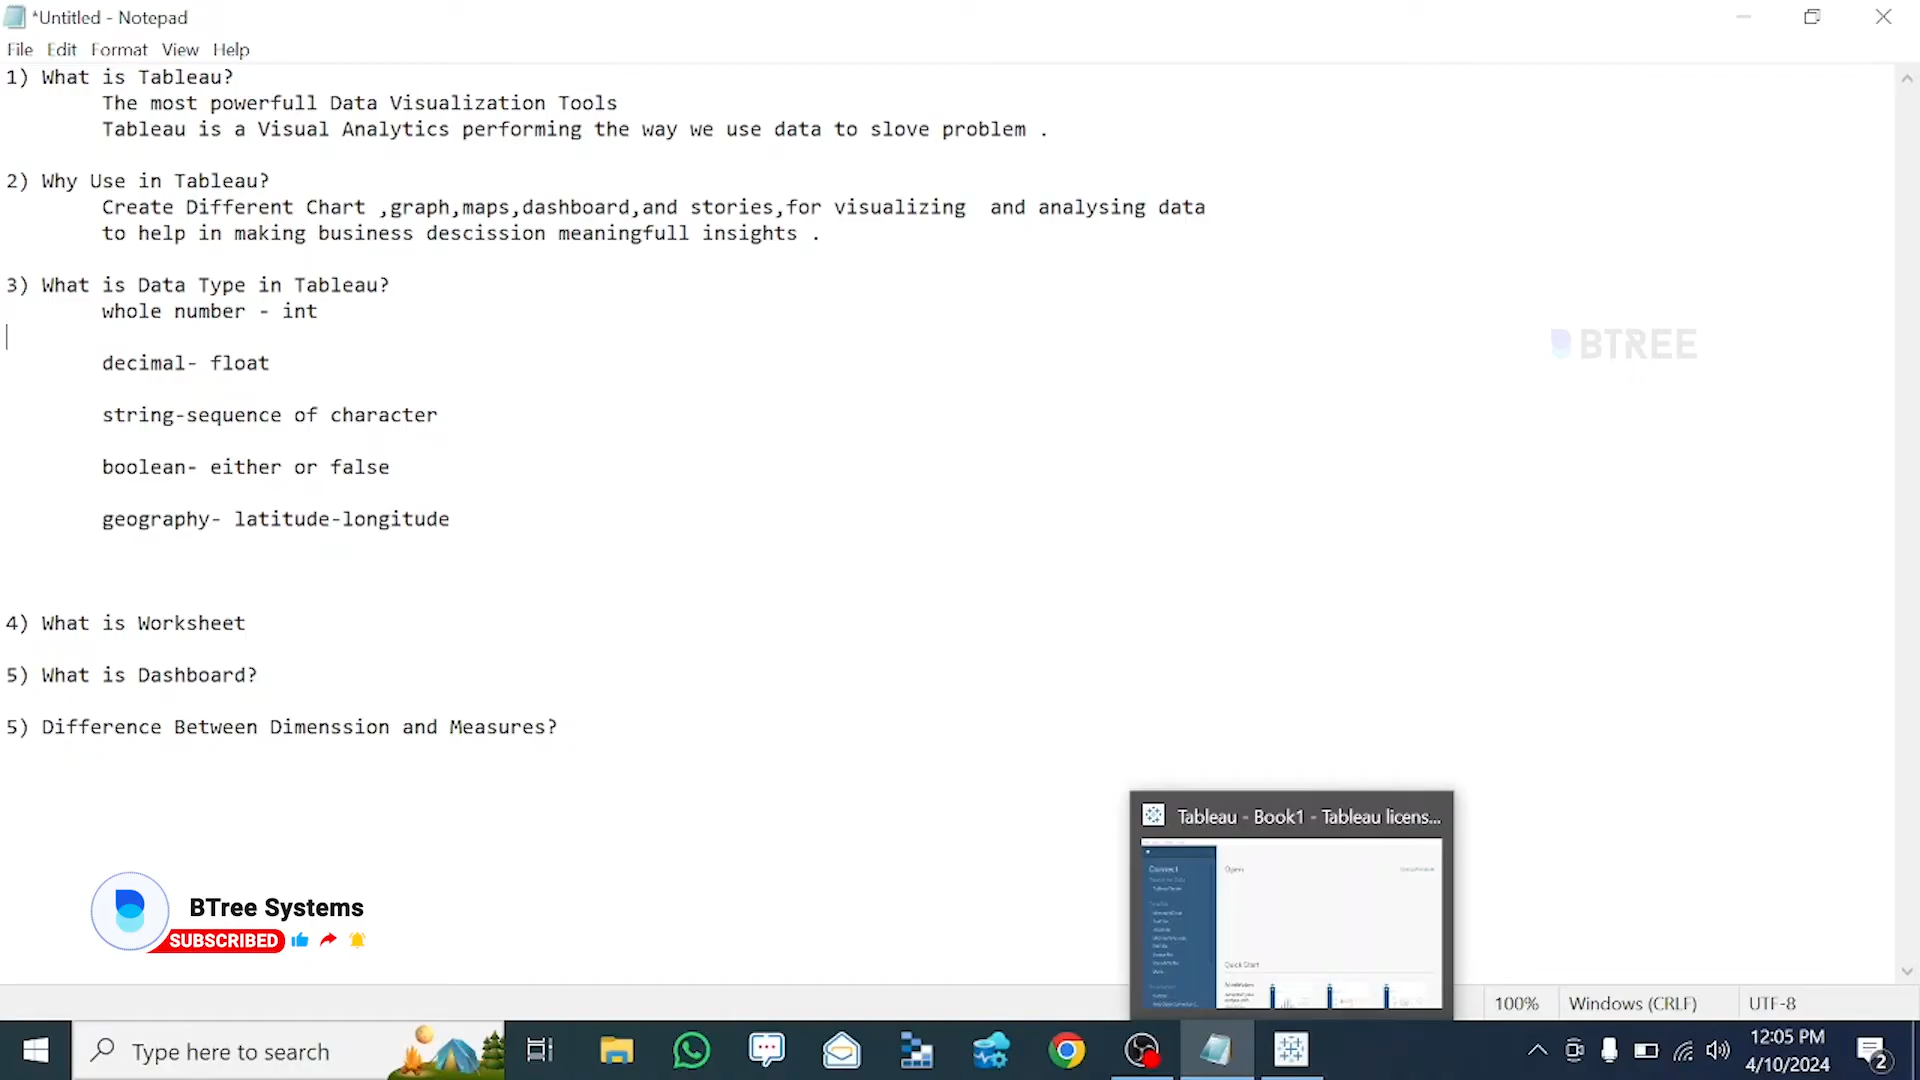 *Untitled - Notepad
File Edit Format View Help
1) What is Tableau?
The most powerfull Data Visualization Tools
Tableau is a Visual Analytics performing the way we use data to slove problem .
2) Why Use in Tableau?
Create Different Chart ,graph,maps,dashboard,and stories,for visualizing  and analysing data
to help in making business descission meaningfull insights .
3) What is Data Type in Tableau?
whole number - int
decimal- float
string-sequence of character
boolean- either or false
geography- latitude-longitude
4) What is Worksheet
5) What is Dashboard?
5) Difference Between Dimenssion and Measures?
BTREE
BTree Systems
SUBSCRIBED
Tableau - Book1 - Tableau licens...
Connect
Open
Quick Start
100%
Windows (CRLF)
UTF-8
Type here to search
12:05 PM
4/10/2024
2